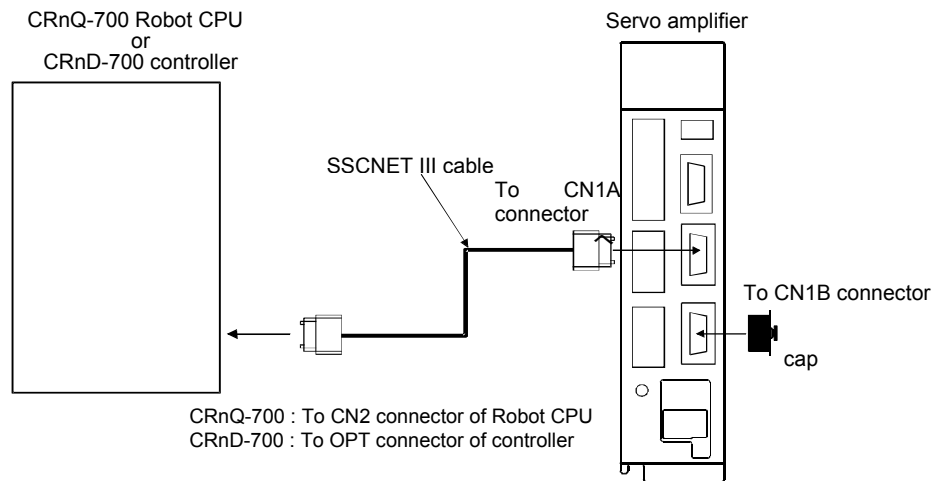 CRnQ-700 Robot CPU
or
CRnD-700 controller
Servo amplifier
SSCNET III cable
To CN1A
connector
To CN1B connector
cap
CRnQ-700 : To CN2 connector of Robot CPU
CRnD-700 : To OPT connector of controller